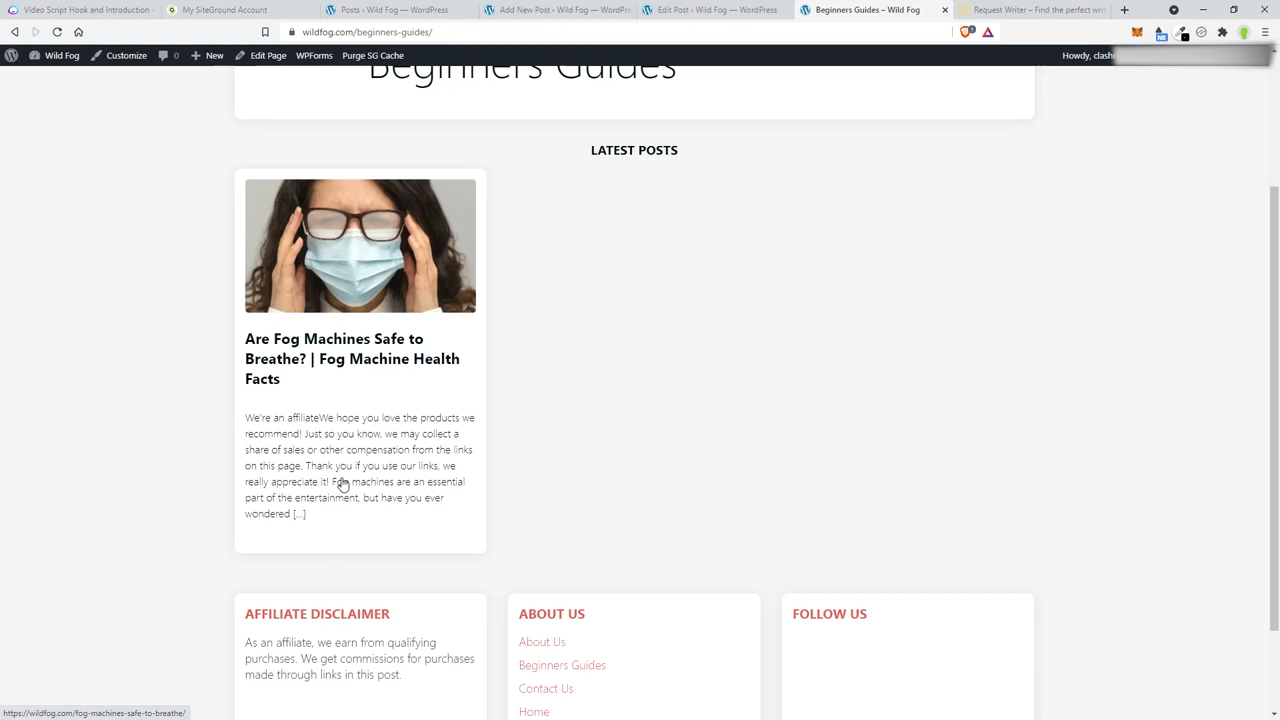 Video Script Hook and Introduction -
My SiteGround Account
Posts ‹ Wild Fog — WordPress
Add New Post ‹ Wild Fog — WordPre
Edit Post ‹ Wild Fog — WordPress
Beginners Guides – Wild Fog
Request Writer – Find the perfect writ
wildfog.com/beginners-guides/
Wild Fog
Customize
0
New
Edit Page
WPForms
Purge SG Cache
Howdy, clashi
Beginners Guides
LATEST POSTS
Are Fog Machines Safe to
Breathe? | Fog Machine Health
Facts
We're an affiliateWe hope you love the products we
recommend! Just so you know, we may collect a
share of sales or other compensation from the links
on this page. Thank you if you use our links, we
really appreciate it! Fog machines are an essential
part of the entertainment, but have you ever
wondered [...]
AFFILIATE DISCLAIMER
As an affiliate, we earn from qualifying
purchases. We get commissions for purchases
made through links in this post.
ABOUT US
About Us
Beginners Guides
Contact Us
Home
FOLLOW US
https://wildfog.com/fog-machines-safe-to-breathe/